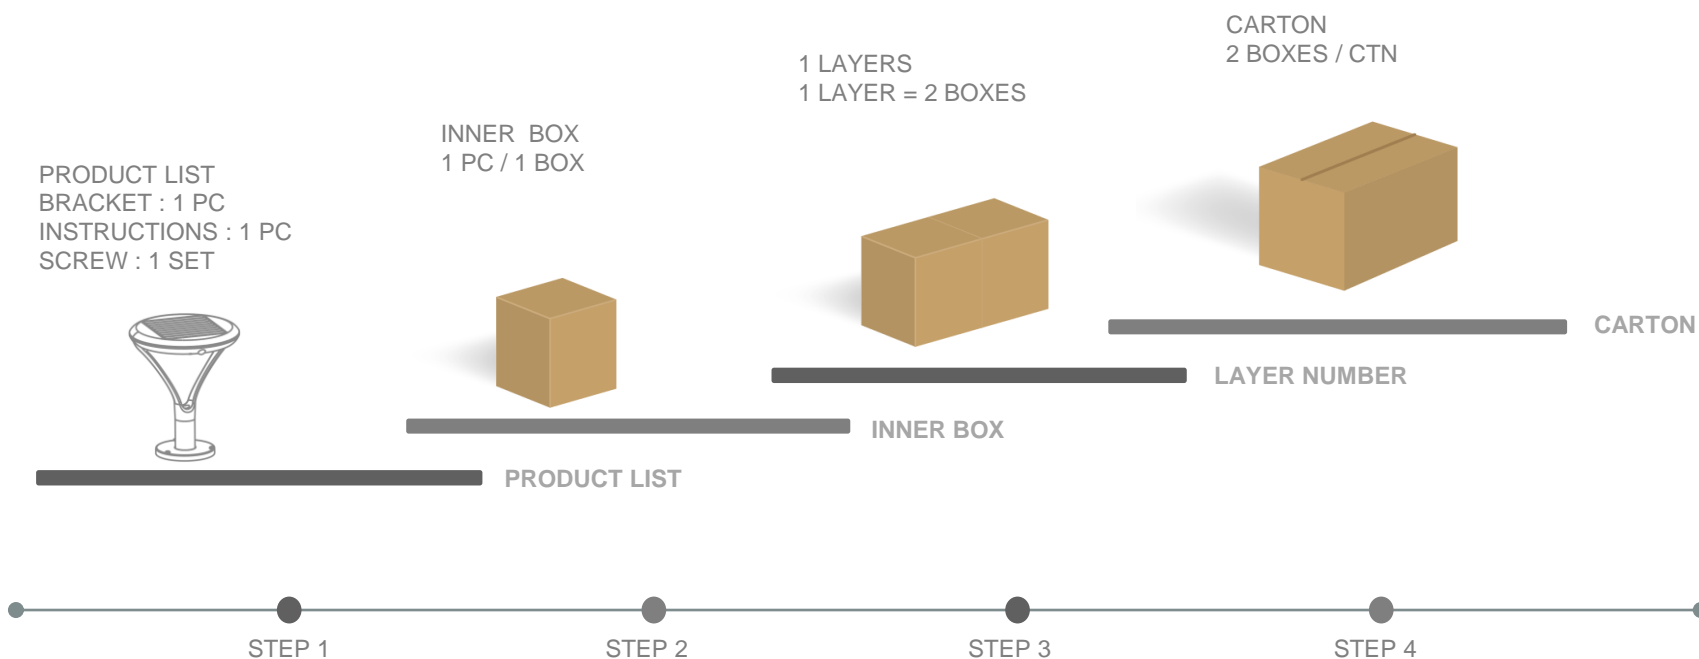 PRODUCT LIST
BRACKET : 1 PC
INSTRUCTIONS : 1 PC
SCREW : 1 SET
PRODUCT LIST
INNER BOX
1 PC / 1 BOX
INNER BOX
1 LAYERS
1 LAYER = 2 BOXES
LAYER NUMBER
CARTON
2 BOXES / CTN
CARTON
STEP 1
STEP 2
STEP 3
STEP 4